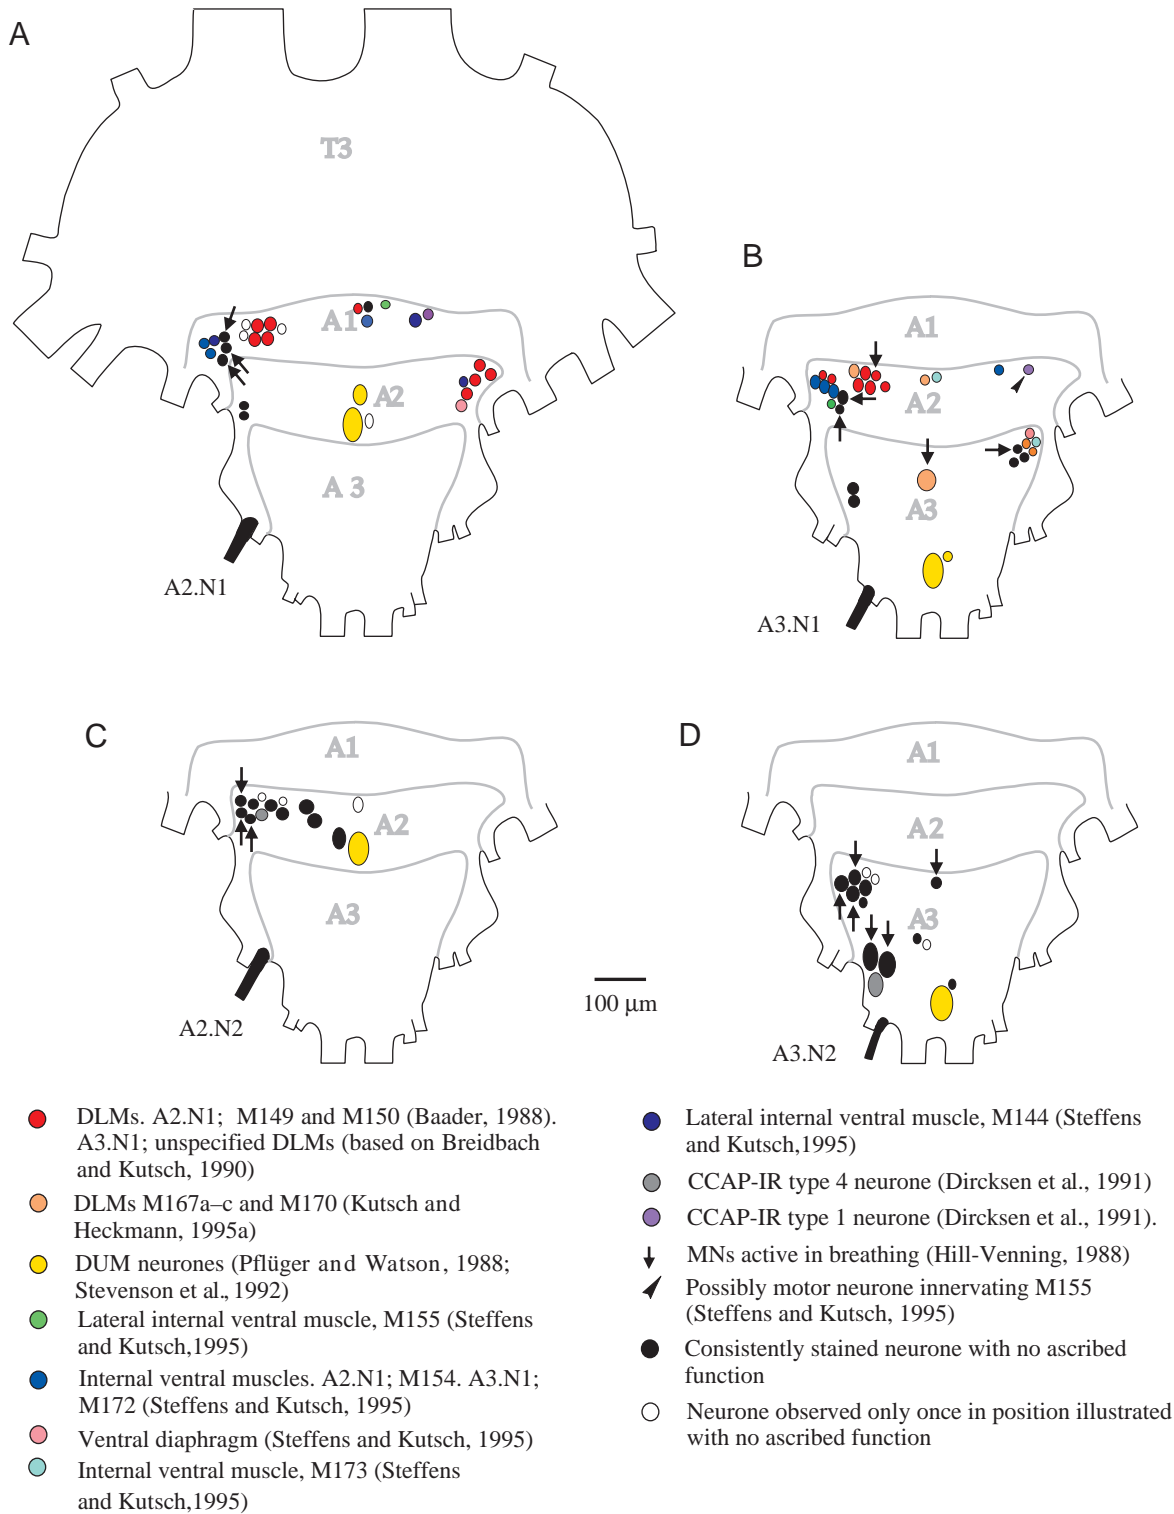 A
T3
A1
A2
A 3
A2.N1
B
A1
A2
A3
A3.N1
C
A1
A2
A3
A2.N2
100 µm
D
A1
A2
A3
A3.N2
DLMs. A2.N1; M149 and M150 (Baader, 1988).
A3.N1; unspecified DLMs (based on Breidbach
and Kutsch, 1990)
DLMs M167a–c and M170 (Kutsch and
Heckmann, 1995a)
DUM neurones (Pflüger and Watson, 1988;
Stevenson et al., 1992)
Lateral internal ventral muscle, M155 (Steffens
and Kutsch,1995)
Internal ventral muscles. A2.N1; M154. A3.N1;
M172 (Steffens and Kutsch, 1995)
Ventral diaphragm (Steffens and Kutsch, 1995)
Internal ventral muscle, M173 (Steffens
and Kutsch,1995)
Lateral internal ventral muscle, M144 (Steffens
and Kutsch,1995)
CCAP-IR type 4 neurone (Dircksen et al., 1991)
CCAP-IR type 1 neurone (Dircksen et al., 1991).
MNs active in breathing (Hill-Venning, 1988)
Possibly motor neurone innervating M155
(Steffens and Kutsch, 1995)
Consistently stained neurone with no ascribed
function
Neurone observed only once in position illustrated
with no ascribed function